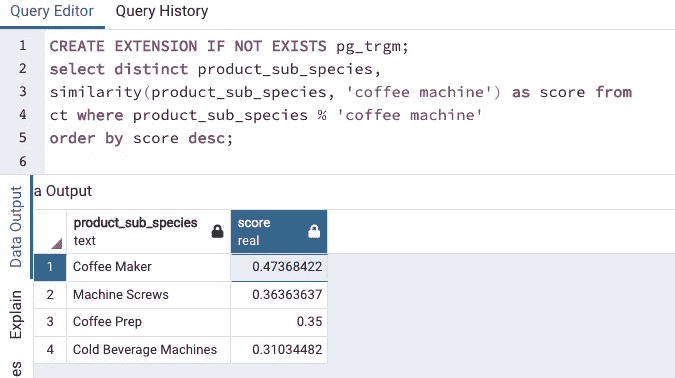 Query Editor Query History
1 CREATE EXTENSION IF NOT EXISTS pg_trgm;
2 select distinct product_sub_species,
3 similarity(product_sub_species, 'coffee machine') as score from
4 ct where product_sub_species % 'coffee machine'
5 order by score desc;
6
a Output
Data Output
Explain
es
product_sub_species score
text real
1 Coffee Maker 0.47368422
2 Machine Screws 0.36363637
3 Coffee Prep 0.35
4 Cold Beverage Machines 0.31034482